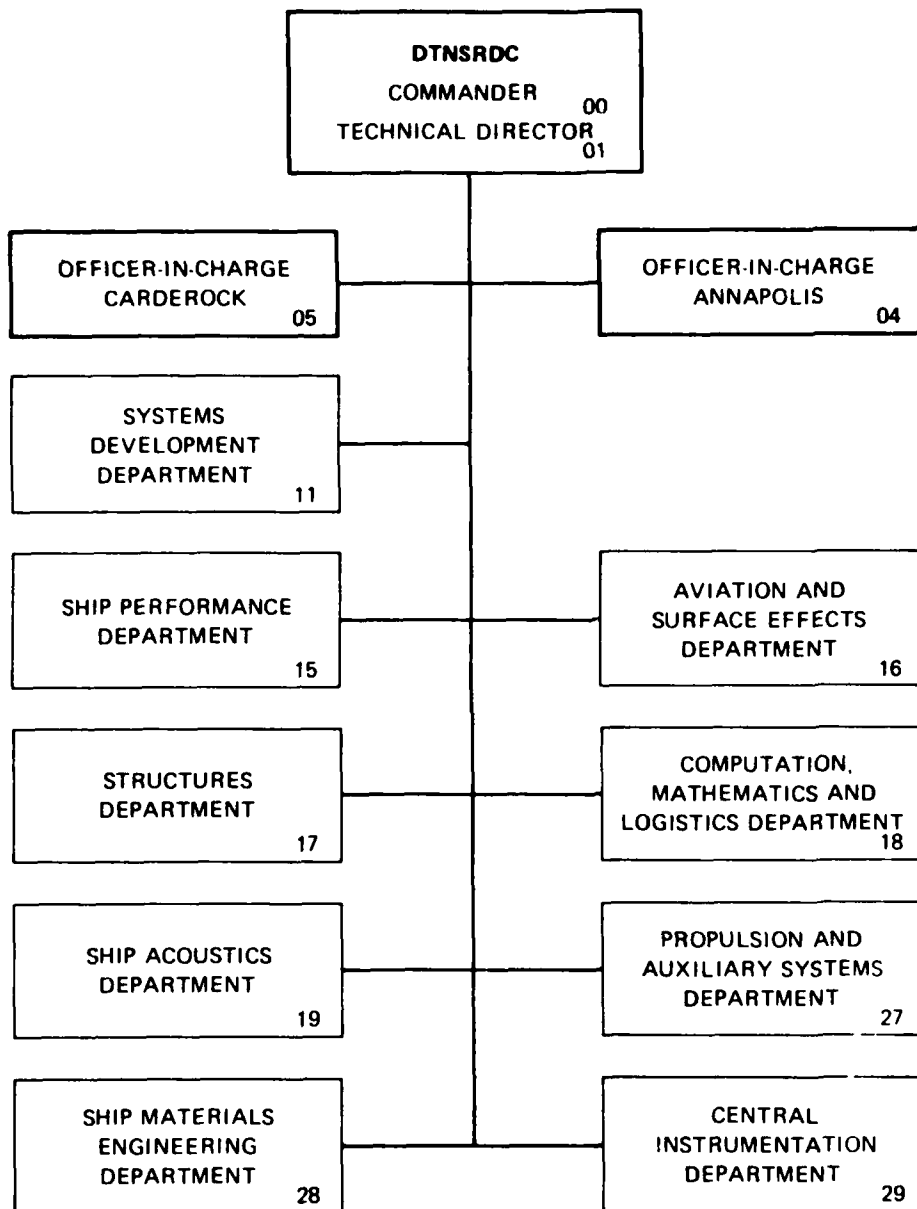 DTNSRDC
COMMANDER
00
TECHNICAL DIRECTOR
01
OFFICER-IN-CHARGE
CARDEROCK
05
OFFICER-IN-CHARGE
ANNAPOLIS
04
SYSTEMS
DEVELOPMENT
DEPARTMENT
11
SHIP PERFORMANCE
DEPARTMENT
15
AVIATION AND
SURFACE EFFECTS
DEPARTMENT
16
STRUCTURES
DEPARTMENT
17
COMPUTATION,
MATHEMATICS AND
LOGISTICS DEPARTMENT
18
SHIP ACOUSTICS
DEPARTMENT
19
PROPULSION AND
AUXILIARY SYSTEMS
DEPARTMENT
27
SHIP MATERIALS
ENGINEERING
DEPARTMENT
28
CENTRAL
INSTRUMENTATION
DEPARTMENT
29